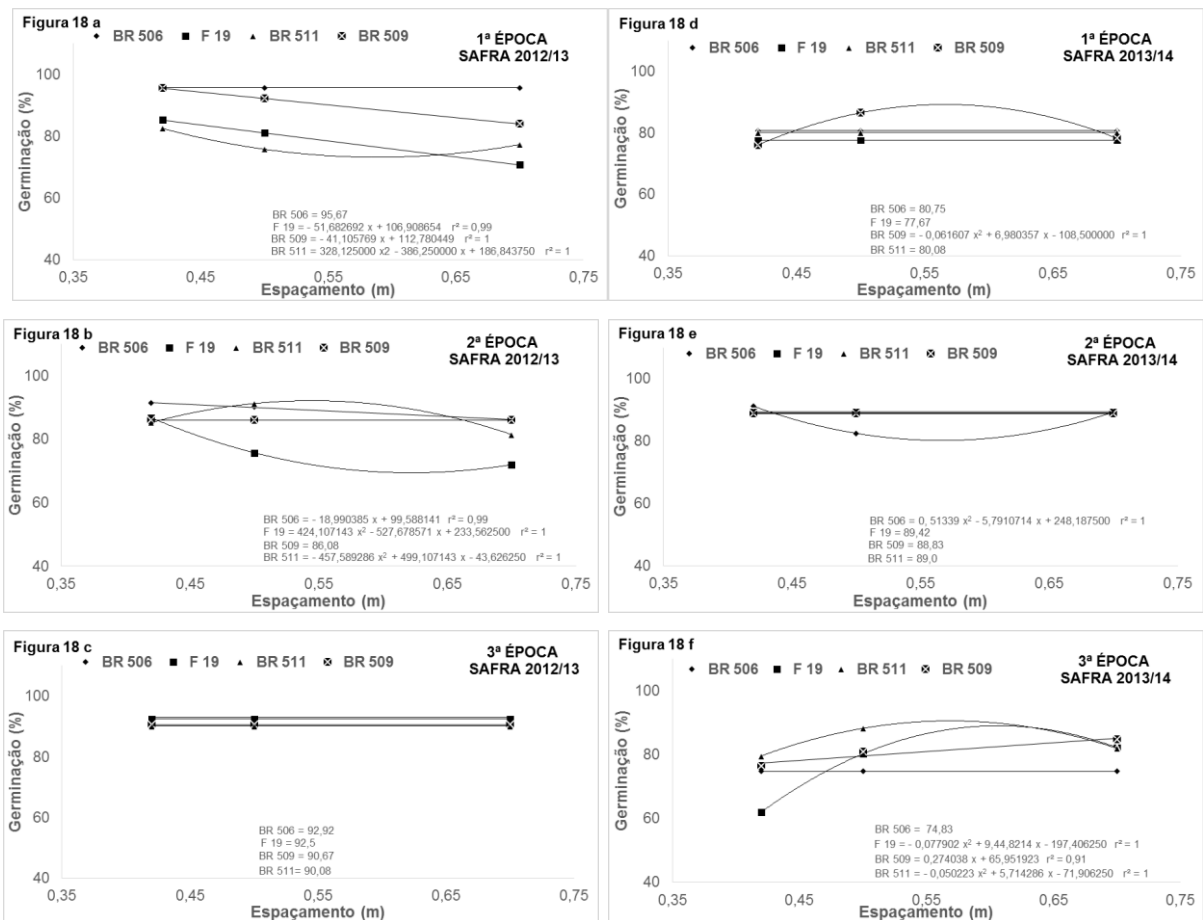 Figura 18 a
BR 506 F 19 BR 511 BR 509
1ª ÉPOCA
SAFRA 2012/13
Germinação (%)
100
80
60
40
BR 506 = 95,67
F 19 = - 51,682692 x + 106,908654 r² = 0,99
BR 509 = - 41,105769 x + 112,780449 r² = 1
BR 511 = 328,125000 x2 - 386,250000 x + 186,843750 r² = 1
0,35 0,45 0,55 0,65 0,75
Espaçamento (m)
Figura 18 d
BR 506 F 19 BR 511 BR 509
1ª ÉPOCA
SAFRA 2013/14
Germinação (%)
100
80
60
40
BR 506 = 80,75
F 19 = 77,67
BR 509 = - 0,061607 x² + 6,980357 x - 108,500000 r² = 1
BR 511 = 80,08
0,35 0,45 0,55 0,65 0,75
Espaçamento (m)
Figura 18 b
BR 506 F 19 BR 511 BR 509
2ª ÉPOCA
SAFRA 2012/13
Germinação (%)
100
80
60
40
BR 506 = - 18,990385 x + 99,588141 r² = 0,99
F 19 = 424,107143 x² - 527,678571 x + 233,562500 r² = 1
BR 509 = 86,08
BR 511 = - 457,589286 x² + 499,107143 x - 43,626250 r² = 1
0,35 0,45 0,55 0,65 0,75
Espaçamento (m)
Figura 18 e
BR 506 F 19 BR 511 BR 509
2ª ÉPOCA
SAFRA 2013/14
Germinação (%)
100
80
60
40
BR 506 = 0, 51339 x² - 5,7910714 x + 248,187500 r² = 1
F 19 = 89,42
BR 509 = 88,83
BR 511 = 89,0
0,35 0,45 0,55 0,65 0,75
Espaçamento (m)
Figura 18 c
BR 506 F 19 BR 511 BR 509
3ª ÉPOCA
SAFRA 2012/13
Germinação (%)
100
80
60
40
BR 506 = 92,92
F 19 = 92,5
BR 509 = 90,67
BR 511= 90,08
0,35 0,45 0,55 0,65 0,75
Espaçamento (m)
Figura 18 f
BR 506 F 19 BR 511 BR 509
3ª ÉPOCA
SAFRA 2013/14
Germinação (%)
100
80
60
40
BR 506 = 74,83
F 19 = - 0,077902 x² + 9,44,8214 x - 197,406250 r² = 1
BR 509 = 0,274038 x + 65,951923 r² = 0,91
BR 511 = - 0,050223 x² + 5,714286 x - 71,906250 r² = 1
0,35 0,45 0,55 0,65 0,75
Espaçamento (m)